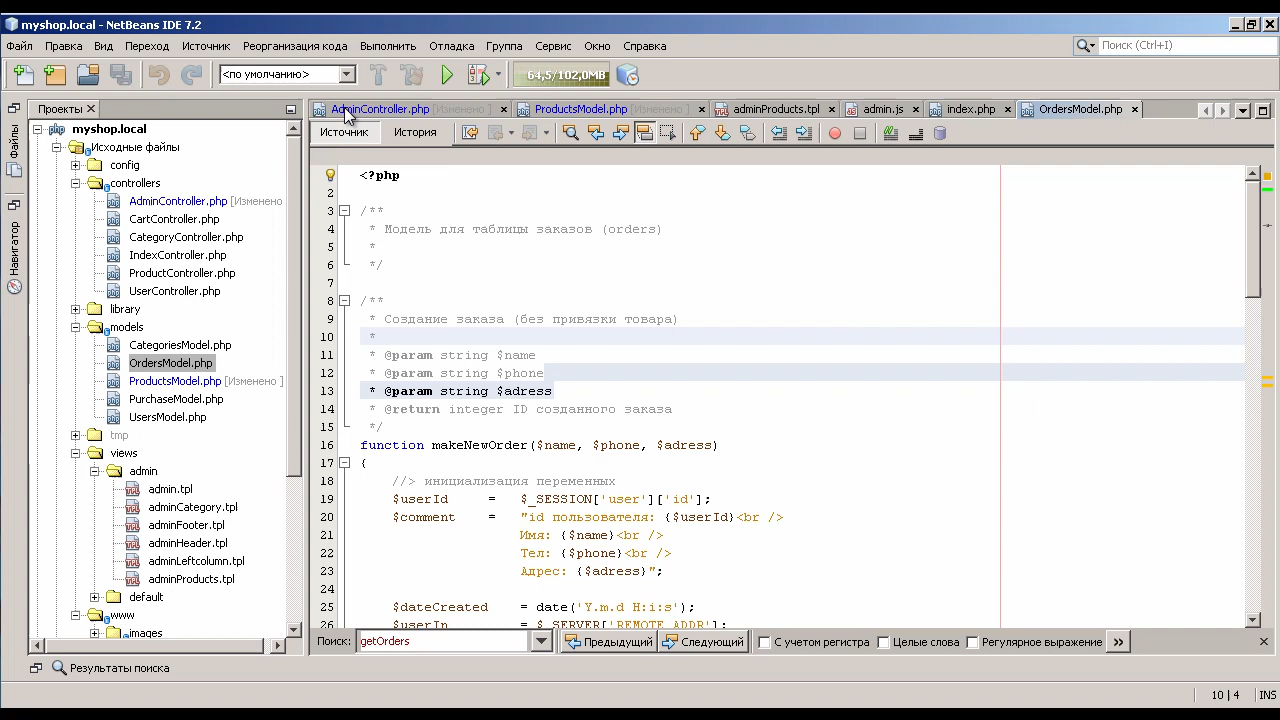 myshop.local - NetBeans IDE 7.2
Файл Правка Вид Переход Источник Реорганизация кода Выполнить Отладка Группа Сервис Окно Справка
Поиск (Ctrl+I)
<по умолчанию> 64,5/102,0MB
Проекты AdminController.php [Изменено ProductsModel.php [Изменено adminProducts.tpl admin.js index.php OrdersModel.php
Источник История
Файлы
Навигатор
myshop.local
Исходные файлы
config
controllers
AdminController.php [Изменено
CartController.php
CategoryController.php
IndexController.php
ProductController.php
UserController.php
library
models
CategoriesModel.php
OrdersModel.php
ProductsModel.php [Изменено ]
PurchaseModel.php
UsersModel.php
tmp
views
admin
admin.tpl
adminCategory.tpl
adminFooter.tpl
adminHeader.tpl
adminLeftcolumn.tpl
adminProducts.tpl
default
www
images
<?php
2
3 /**
4 * Модель для таблицы заказов (orders)
5 *
6 */
7
8 /**
9 * Создание заказа (без привязки товара)
10 *
11 * @param string $name
12 * @param string $phone
13 * @param string $adress
14 * @return integer ID созданного заказа
15 */
16 function makeNewOrder($name, $phone, $adress)
17 {
18 //> инициализация переменных
19 $userId = $_SESSION['user']['id'];
20 $comment = "id пользователя: {$userId}<br />
21 Имя: {$name}<br />
22 Тел: {$phone}<br />
23 Адрес: {$adress}";
24
25 $dateCreated = date('Y.m.d H:i:s');
26 $userIp = $_SERVER['REMOTE_ADDR'];
Поиск: getOrders Предыдущий Следующий С учетом регистра Целые слова Регулярное выражение »
Результаты поиска
10 | 4 INS